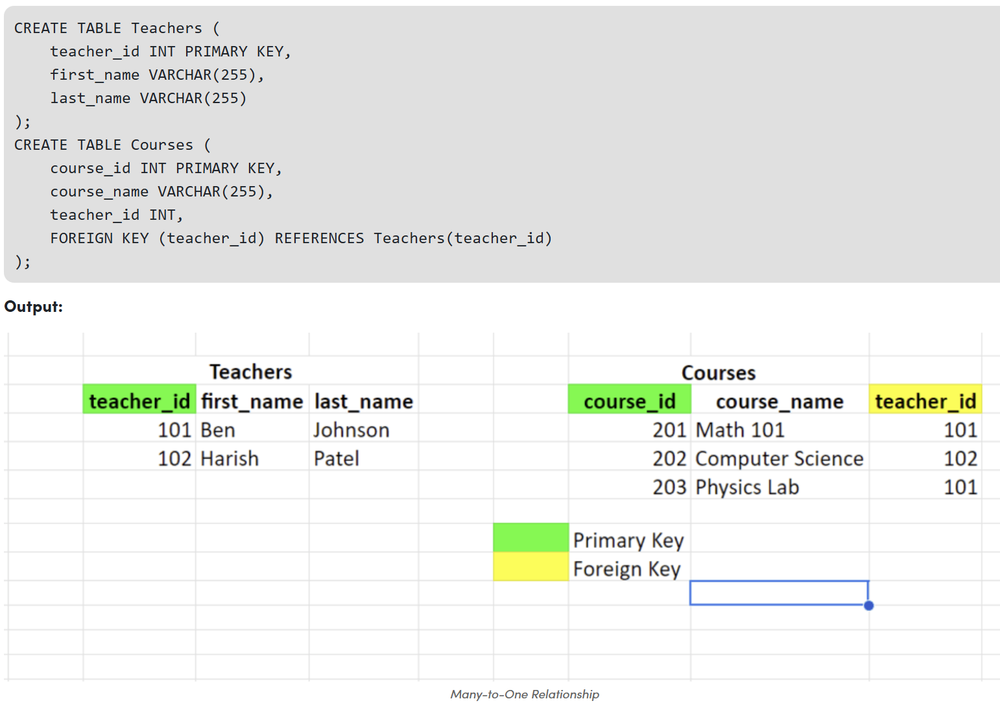 CREATE TABLE Teachers (
    teacher_id INT PRIMARY KEY,
    first_name VARCHAR(255),
    last_name VARCHAR(255)
);
CREATE TABLE Courses (
    course_id INT PRIMARY KEY,
    course_name VARCHAR(255),
    teacher_id INT,
    FOREIGN KEY (teacher_id) REFERENCES Teachers(teacher_id)
);
Output:
Teachers
teacher_id first_name last_name
101 Ben Johnson
102 Harish Patel
Courses
course_id course_name teacher_id
201 Math 101 101
202 Computer Science 102
203 Physics Lab 101
Primary Key
Foreign Key
Many-to-One Relationship